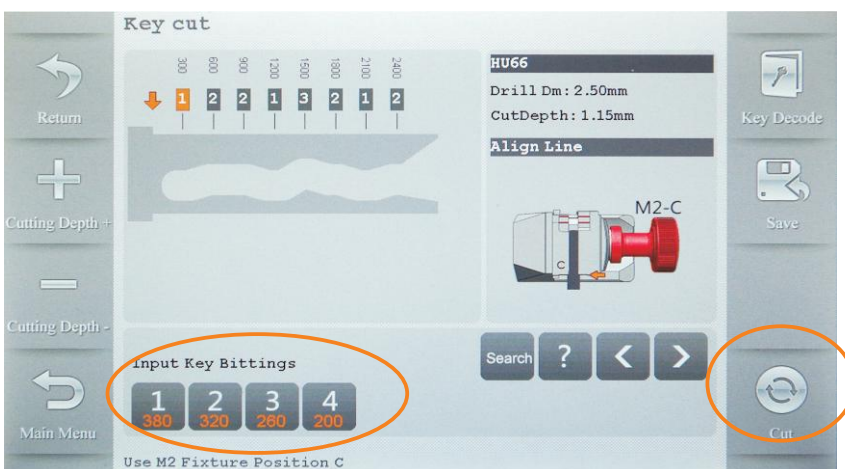 Key cut
Return
Cutting Depth +
Cutting Depth -
Main Menu
300 600 900 1200 1500 1800 2100 2400
1 2 2 1 3 2 1 2
HU66
Drill Dm: 2.50mm
CutDepth: 1.15mm
Align Line
M2-C
C
Key Decode
Save
Cut
Search ? < >
Input Key Bittings
1 2 3 4
380 320 260 200
Use M2 Fixture Position C